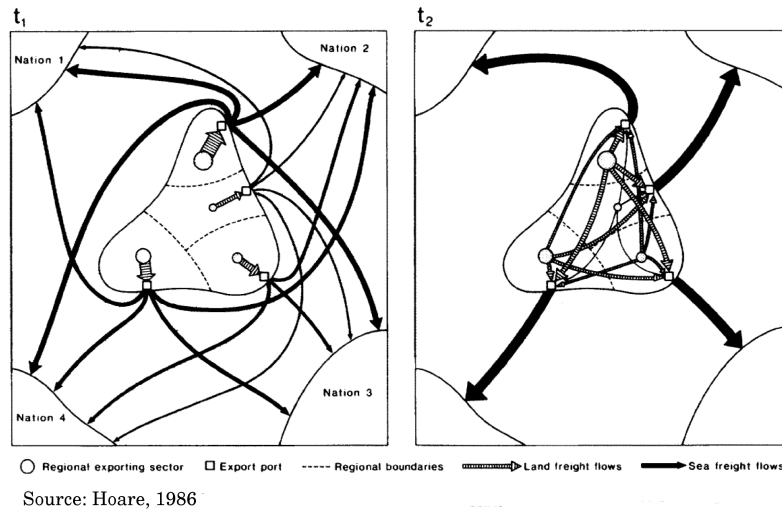 t₁
t₂
Nation 1
Nation 2
Nation 3
Nation 4
Regional exporting sector
Export port
Regional boundaries
Land freight flows
Sea freight flows
Source: Hoare, 1986